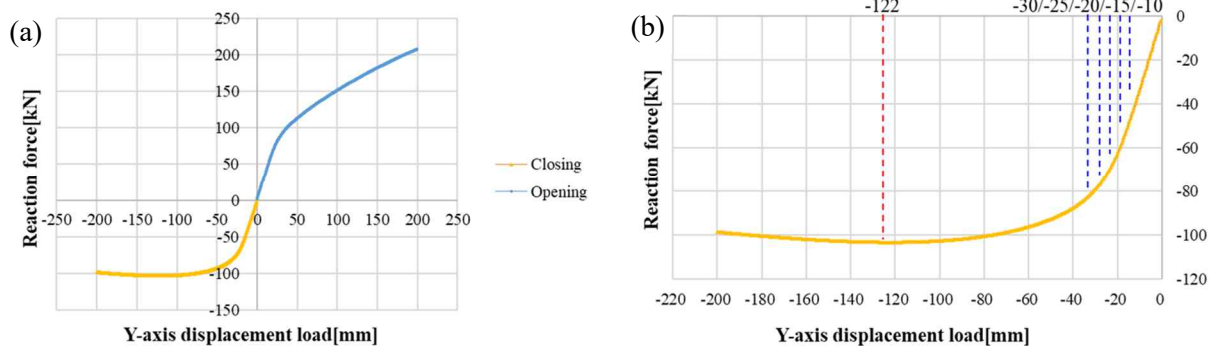 (a)
Reaction force[kN]
250
200
150
100
50
0
-50
-100
-150
-250 -200 -150 -100 -50 0 50 100 150 200 250
Y-axis displacement load[mm]
Closing
Opening
(b)
-122 -30/-25/-20/-15/-10
Reaction force[kN]
0
-20
-40
-60
-80
-100
-120
-220 -200 -180 -160 -140 -120 -100 -80 -60 -40 -20 0
Y-axis displacement load[mm]